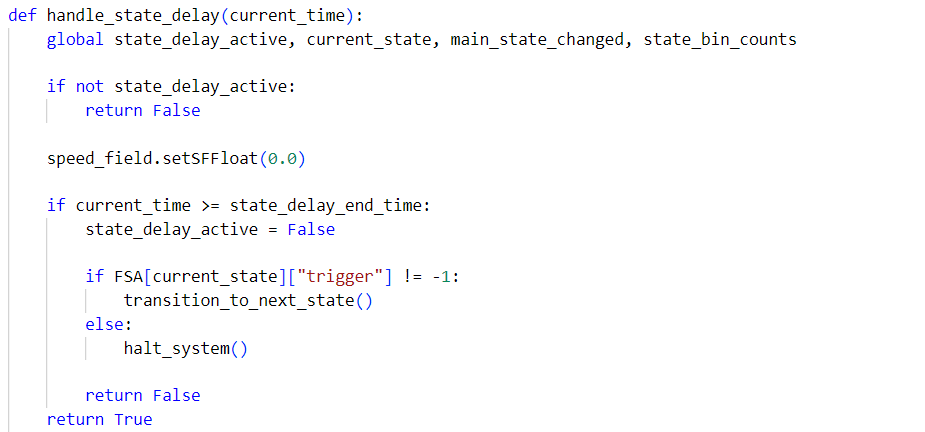 def handle_state_delay(current_time):
    global state_delay_active, current_state, main_state_changed, state_bin_counts
    if not state_delay_active:
        return False
    speed_field.setSFFloat(0.0)
    if current_time >= state_delay_end_time:
        state_delay_active = False
        if FSA[current_state]["trigger"] != -1:
            transition_to_next_state()
        else:
            halt_system()
        return False
    return True